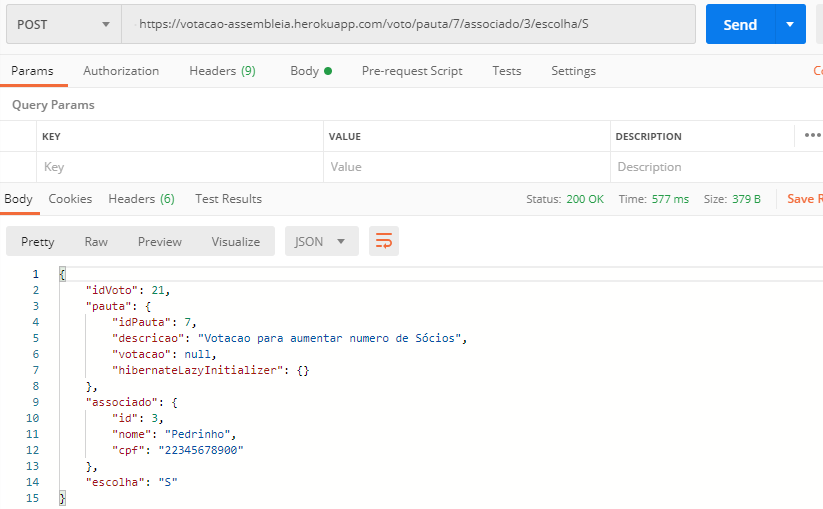 POST https://votacao-assembleia.herokuapp.com/voto/pauta/7/associado/3/escolha/S Send
Params Authorization Headers (9) Body Pre-request Script Tests Settings
Query Params
KEY VALUE DESCRIPTION
Key Value Description
Body Cookies Headers (6) Test Results Status: 200 OK Time: 577 ms Size: 379 B Save
Pretty Raw Preview Visualize JSON
1 {
2 "idVoto": 21,
3 "pauta": {
4 "idPauta": 7,
5 "descricao": "Votacao para aumentar numero de Sócios",
6 "votacao": null,
7 "hibernateLazyInitializer": {}
8 },
9 "associado": {
10 "id": 3,
11 "nome": "Pedrinho",
12 "cpf": "22345678900"
13 },
14 "escolha": "S"
15 }